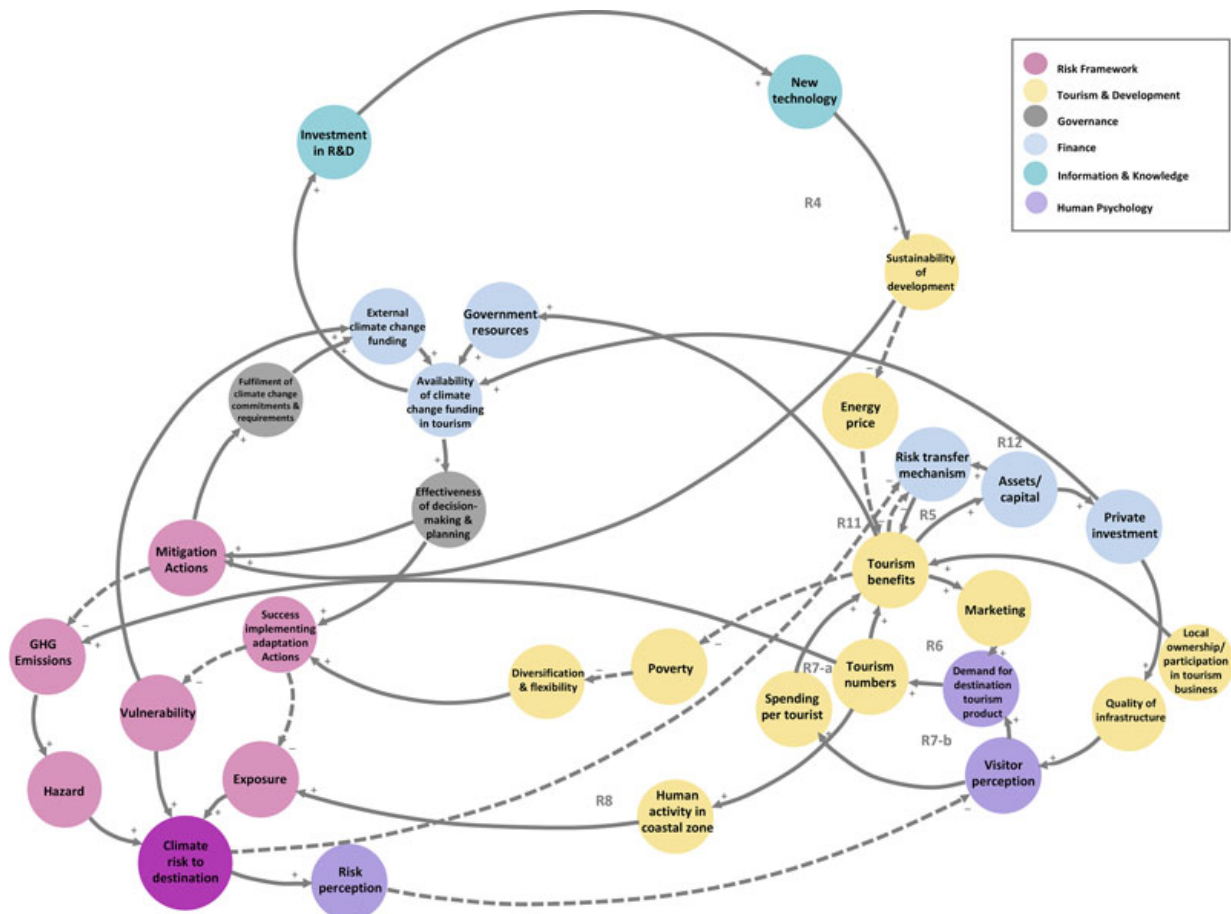 New
technology
Investment
in R&D
Risk Framework
Tourism & Development
Governance
Finance
Information & Knowledge
Human Psychology
R4
Sustainability
of
development
External
climate change
funding
Government
resources
Fulfilment of
climate change
commitments &
requirements
Availability
of climate
change funding
in tourism
Energy
price
R12
Risk transfer
mechanism
Assets/
capital
Effectiveness
of decision-
making &
planning
R11
R5
Private
investment
Mitigation
Actions
Tourism
benefits
Marketing
Success
implementing
adaptation
Actions
GHG
Emissions
Diversification
& flexibility
Poverty
R7-a
Tourism
numbers
R6
Demand for
destination
tourism
product
Local
ownership/
participation
in tourism
business
Vulnerability
Spending
per tourist
Quality of
infrastructure
R7-b
Hazard
Exposure
R8
Human
activity in
coastal zone
Visitor
perception
Climate
risk to
destination
Risk
perception